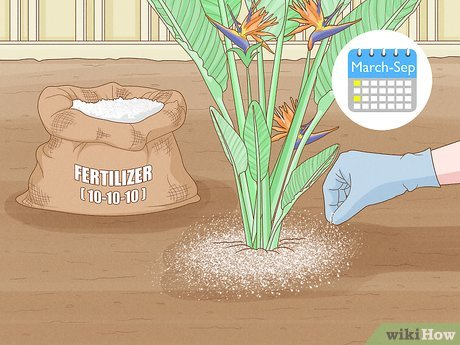 March-Sep
FERTILIZER
(10-10-10)
wikiHow